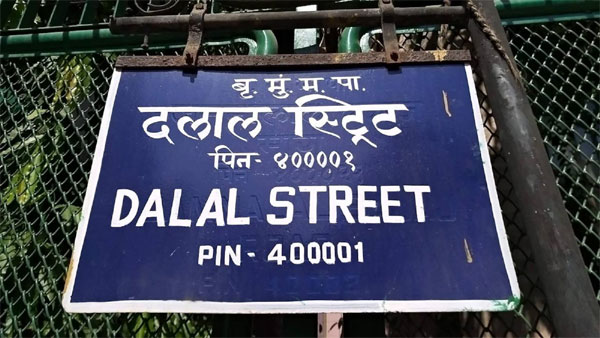 बृ. मुं. म. पा.
दलाल स्ट्रिट
पिन- ४००००१
DALAL STREET
PIN - 400001